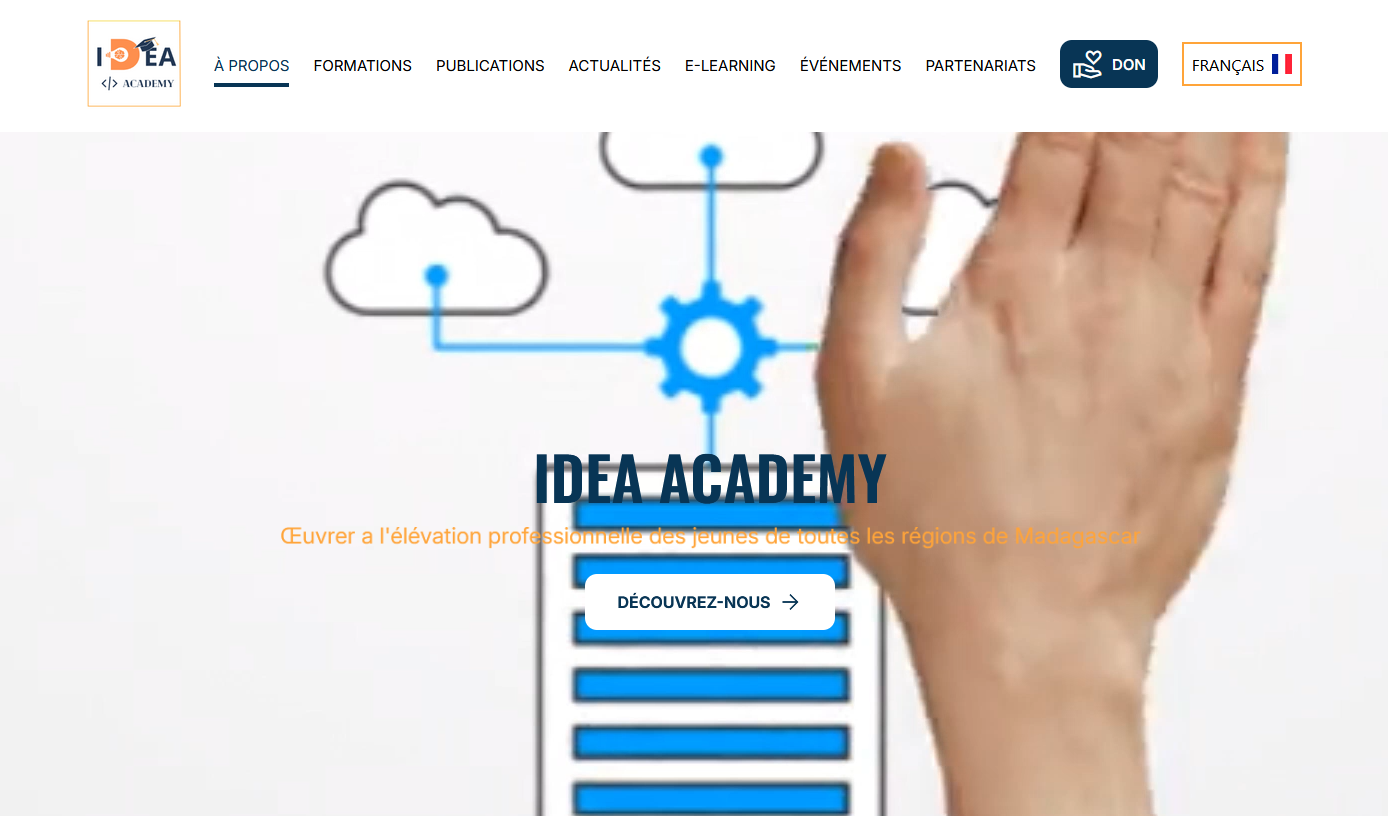 IDEA
</> ACADEMY
À PROPOS
FORMATIONS
PUBLICATIONS
ACTUALITÉS
E-LEARNING
ÉVÉNEMENTS
PARTENARIATS
DON
FRANÇAIS
IDEA ACADEMY
Œuvrer a l'élévation professionnelle des jeunes de toutes les régions de Madagascar
DÉCOUVREZ-NOUS